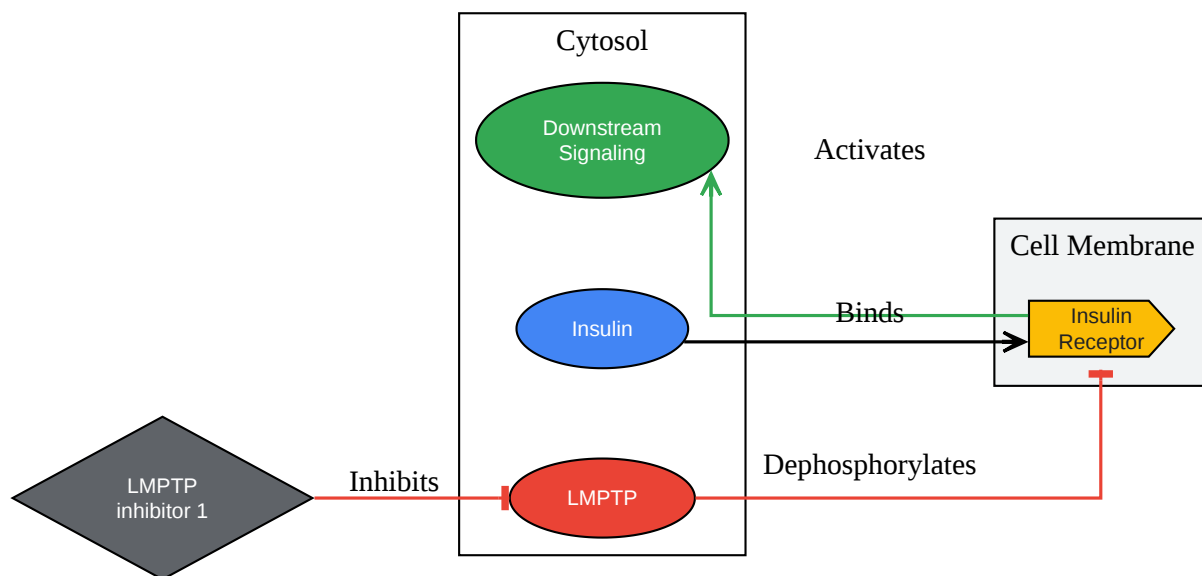 Cytosol
Downstream
Signaling
Activates
Cell Membrane
Binds
Insulin
Insulin
Receptor
Dephosphorylates
Inhibits
LMPTP
inhibitor 1
LMPTP